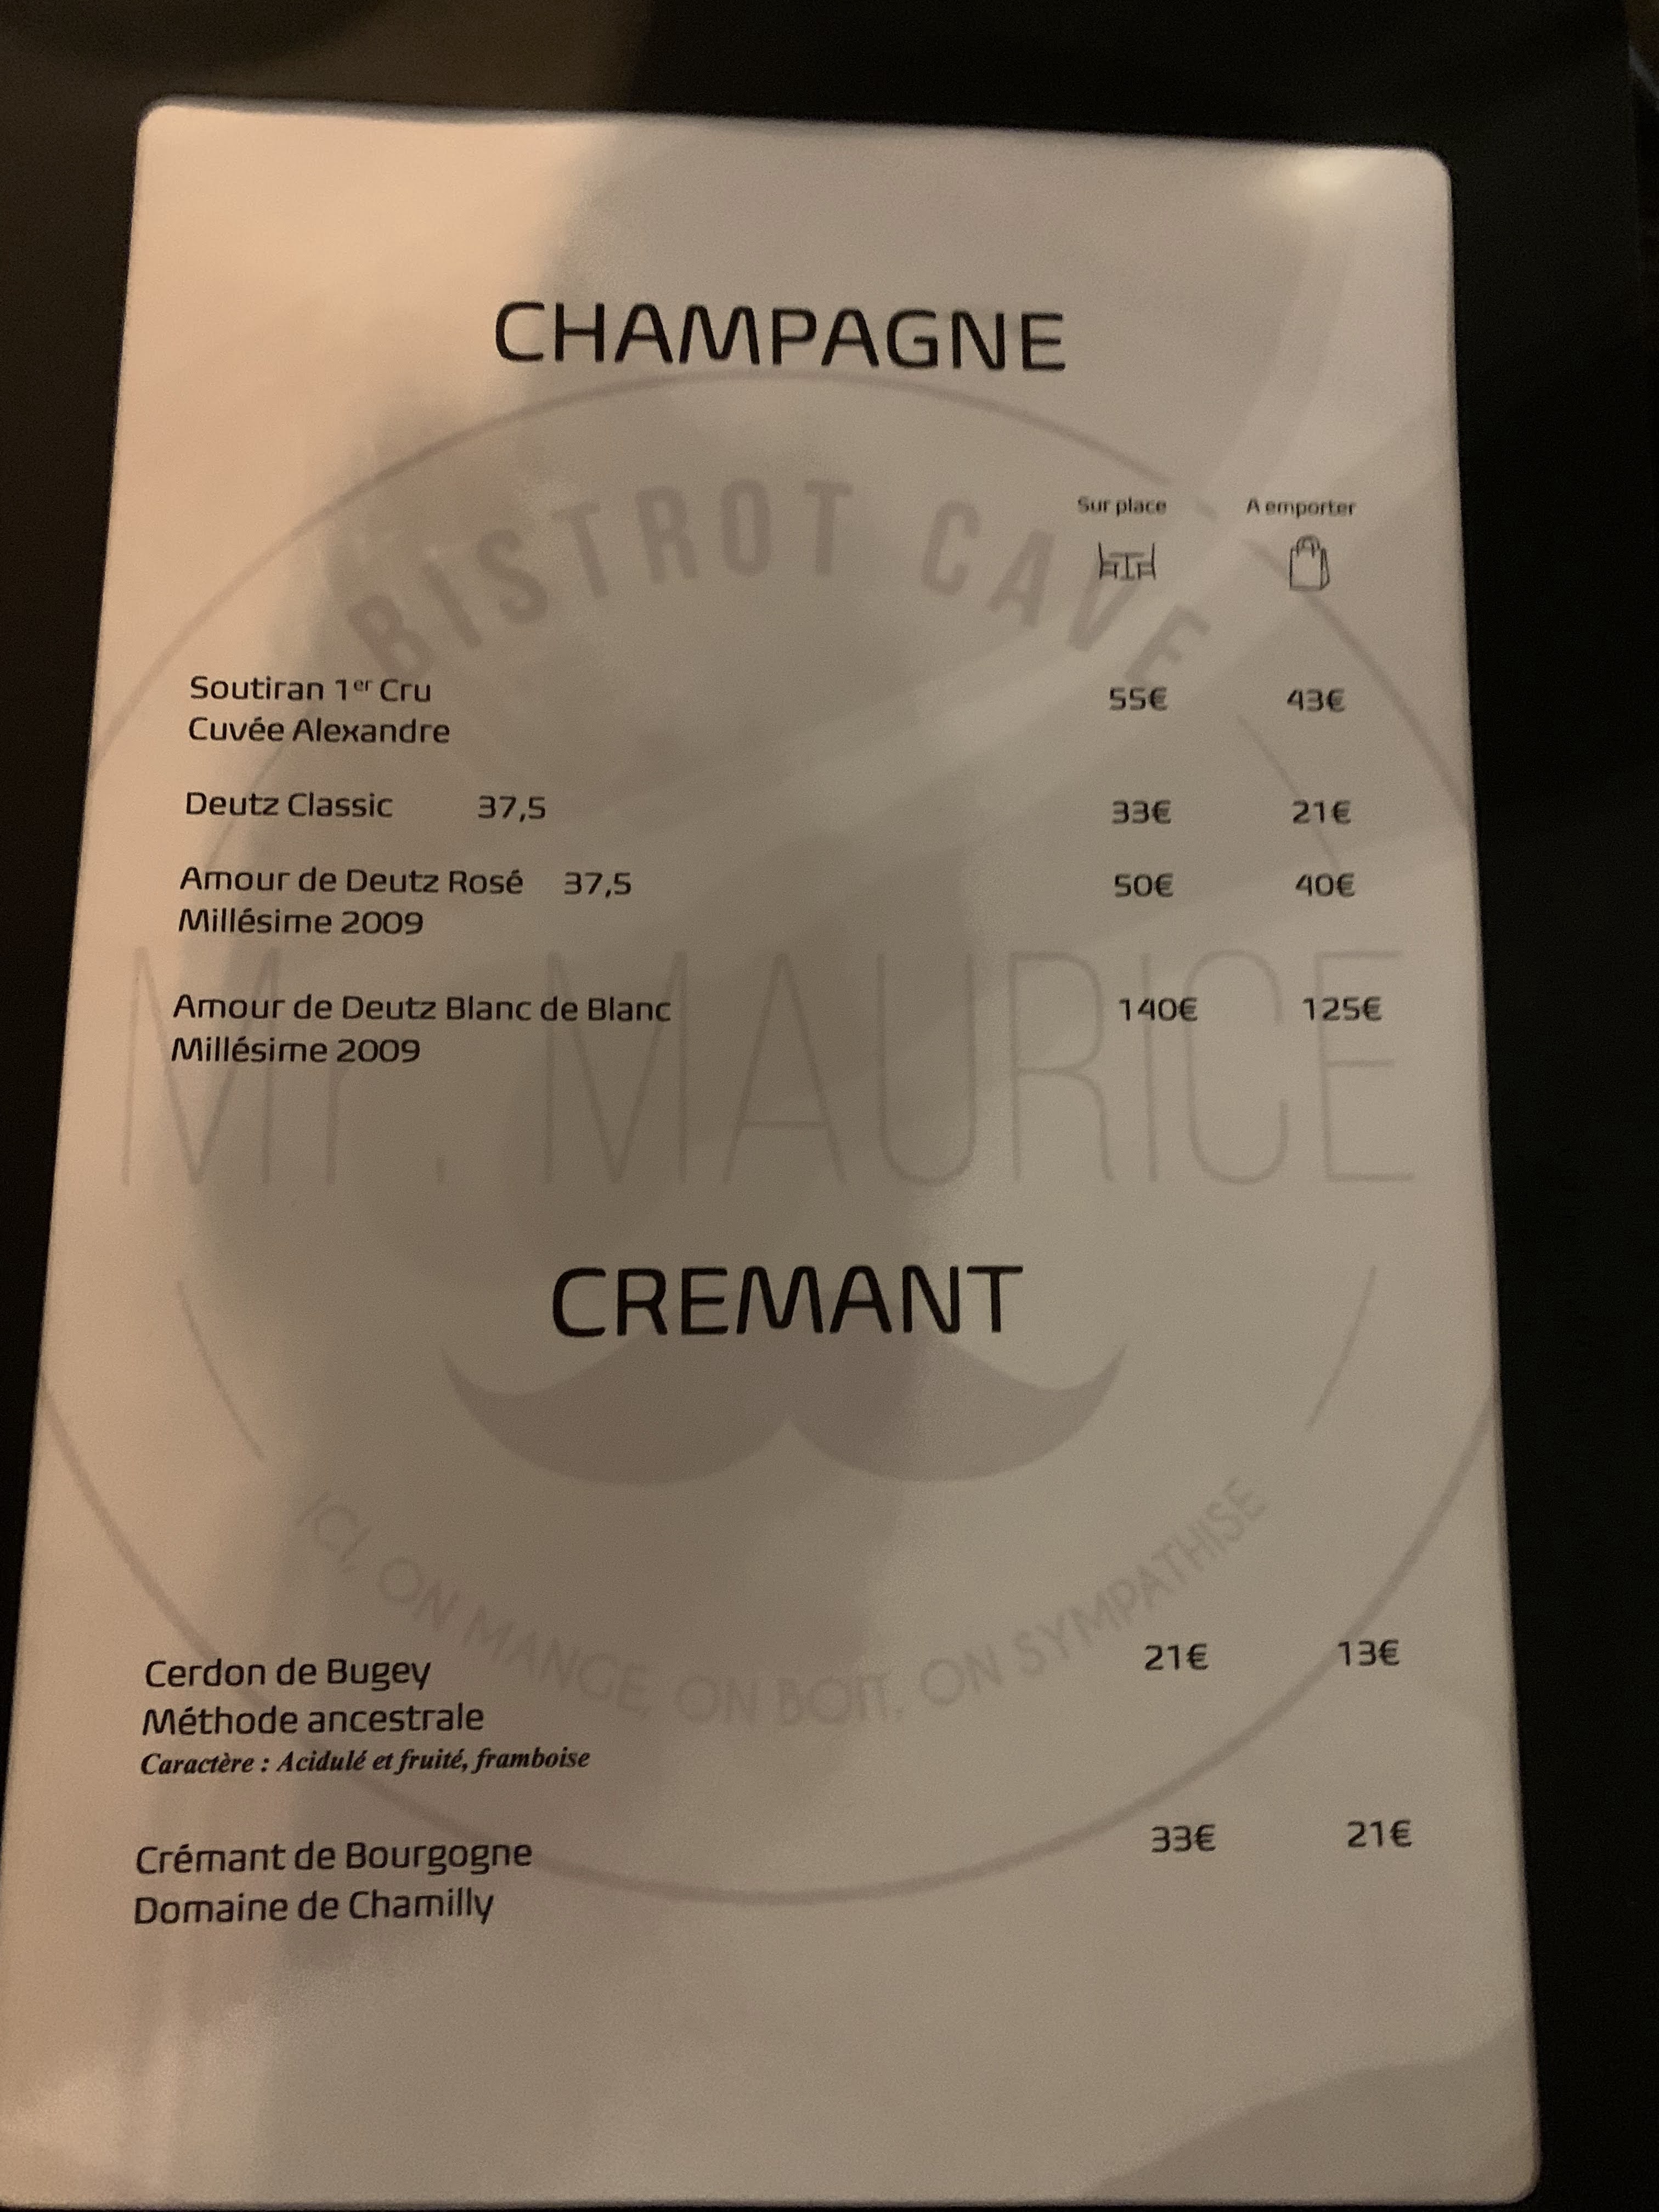 CHAMPAGNE
BISTROT CAVE
Sur place A emporter
Soutiran 1er Cru 55€ 43€
Cuvée Alexandre
Deutz Classic 37,5 33€ 21€
Amour de Deutz Rosé 37,5 50€ 40€
Millésime 2009
Amour de Deutz Blanc de Blanc 140€ 125€
Millésime 2009
Mr. MAURICE
CREMANT
ICI, ON MANGE, ON BOIT, ON SYMPATHISE
Cerdon de Bugey 21€ 13€
Méthode ancestrale
Caractère : Acidulé et fruité, framboise
Crémant de Bourgogne 33€ 21€
Domaine de Chamilly